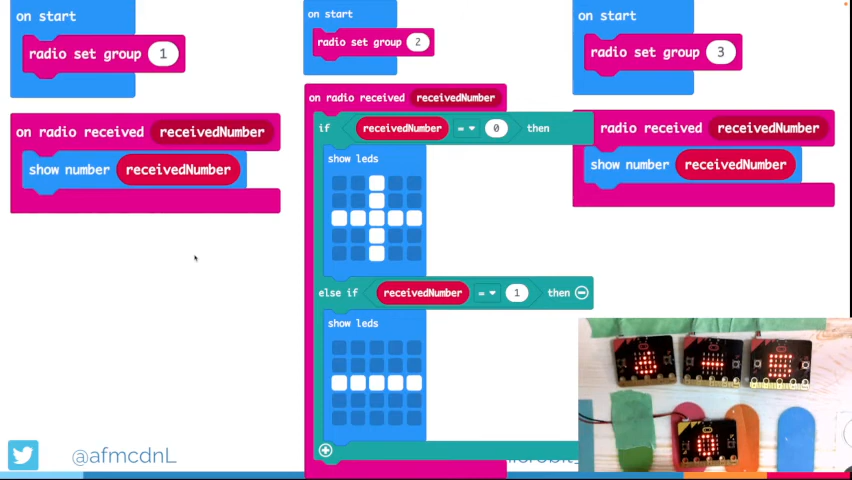 on start
radio set group 1
on radio received receivedNumber
show number receivedNumber
on start
radio set group 2
on radio received receivedNumber
if receivedNumber = 0 then
show leds
else if receivedNumber = 1 then
show leds
on start
radio set group 3
radio received receivedNumber
show number receivedNumber
@afmcdnL